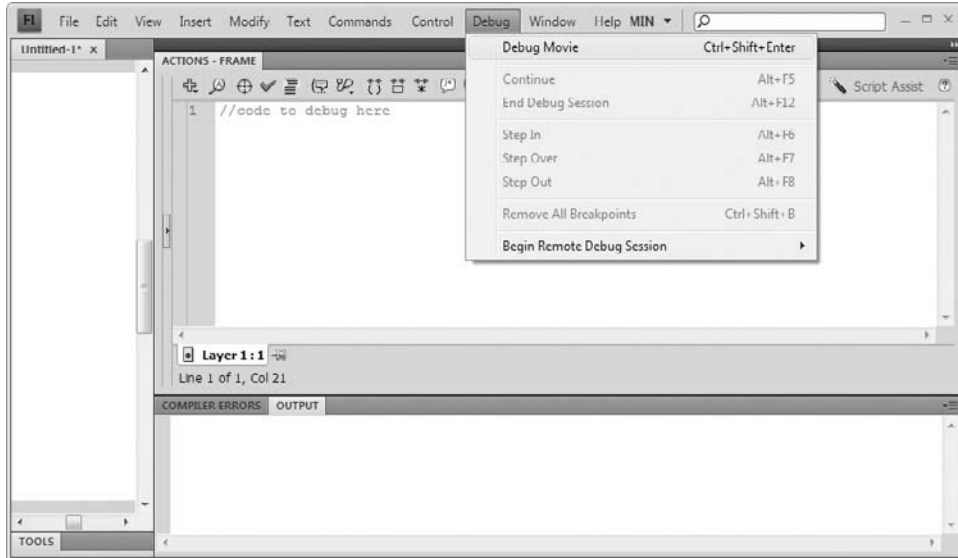 Fl File Edit View Insert Modify Text Commands Control Debug Window Help MIN
Untitled-1* x
ACTIONS - FRAME
Debug Movie Ctrl+Shift+Enter
Continue Alt+F5
End Debug Session Alt+F12
Step In Alt+F6
Step Over Alt+F7
Step Out Alt+F8
Remove All Breakpoints Ctrl+Shift+B
Begin Remote Debug Session
Script Assist
1 //code to debug here
Layer 1:1
Line 1 of 1, Col 21
COMPILER ERRORS OUTPUT
TOOLS